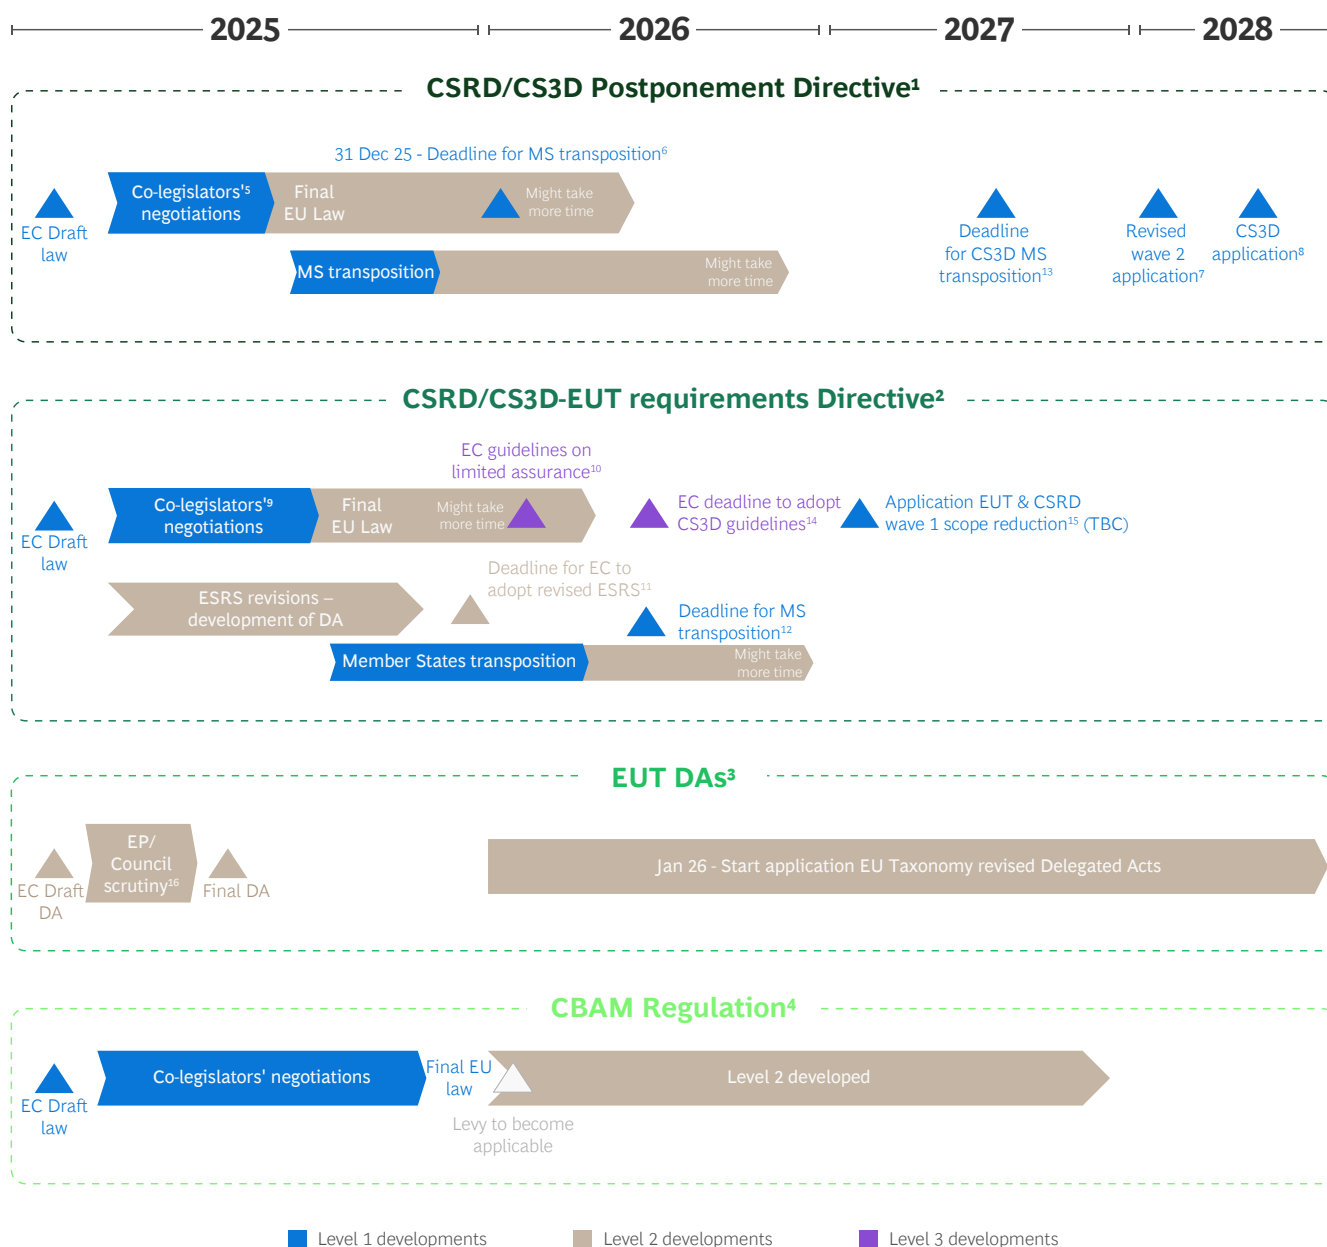 2025
2026
2027
2028
CSRD/CS3D Postponement Directive¹
31 Dec 25 - Deadline for MS transposition⁶
EC Draft
law
Co-legislators'⁵
negotiations
Final
EU Law
Might take
more time
MS transposition
Might take
more time
Deadline
for CS3D MS
transposition¹³
Revised
wave 2
application⁷
CS3D
application⁸
CSRD/CS3D-EUT requirements Directive²
EC guidelines on
limited assurance¹⁰
EC Draft
law
Co-legislators'⁹
negotiations
Final
EU Law
Might take
more time
EC deadline to adopt
CS3D guidelines¹⁴
Application EUT & CSRD
wave 1 scope reduction¹⁵ (TBC)
ESRS revisions –
development of DA
Deadline for EC to
adopt revised ESRS¹¹
Deadline for MS
transposition¹²
Member States transposition
Might take
more time
EUT DAs³
EC Draft
DA
EP/
Council
scrutiny¹⁶
Final DA
Jan 26 - Start application EU Taxonomy revised Delegated Acts
CBAM Regulation⁴
EC Draft
law
Co-legislators' negotiations
Final EU
law
Levy to become
applicable
Level 2 developed
Level 1 developments
Level 2 developments
Level 3 developments